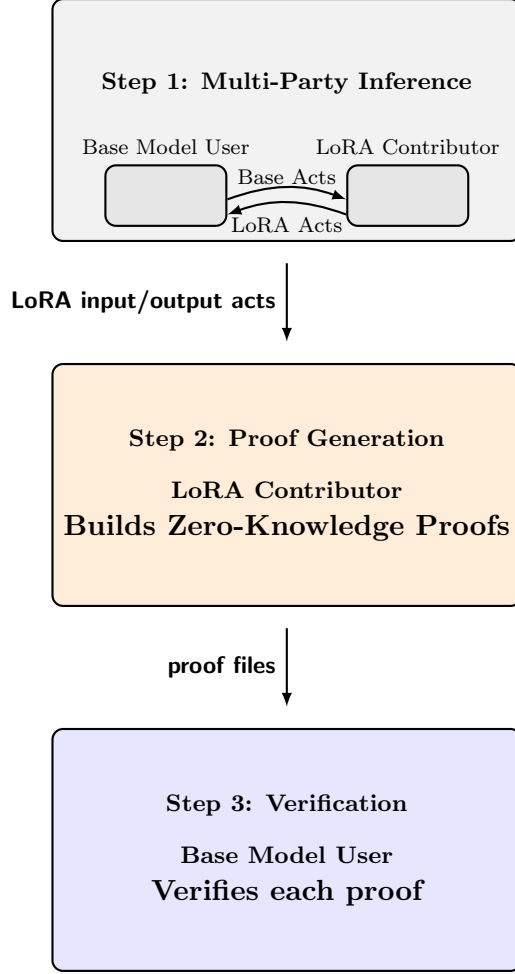 Step 1: Multi-Party Inference
Base Model User
LoRA Contributor
Base Acts
LoRA Acts
LoRA input/output acts
Step 2: Proof Generation
LoRA Contributor
Builds Zero-Knowledge Proofs
proof files
Step 3: Verification
Base Model User
Verifies each proof